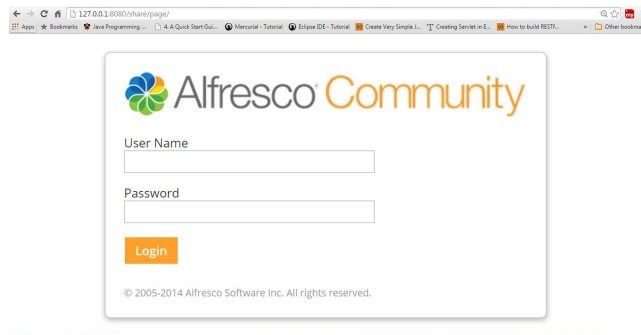 127.0.0.1:8080/share/page/
Apps Bookmarks Java Programming ... 4. A Quick Start Gui... Mercurial - Tutorial Eclipse IDE - Tutorial Create Very Simple J... Creating Servlet in E... How to build RESTf... » Other bookma
Alfresco Community
User Name
Password
Login
© 2005-2014 Alfresco Software Inc. All rights reserved.